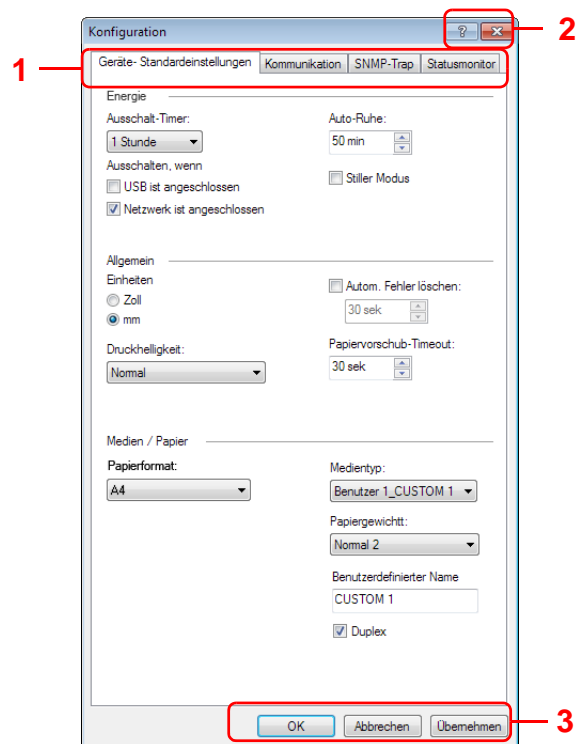 Konfiguration
?
2
1
Geräte- Standardeinstellungen Kommunikation SNMP-Trap Statusmonitor
Energie
Ausschalt-Timer:
Auto-Ruhe:
1 Stunde
50 min
Ausschalten, wenn
USB ist angeschlossen
Stiller Modus
Netzwerk ist angeschlossen
Allgemein
Einheiten
Autom. Fehler löschen:
Zoll
30 sek
mm
Druckhelligkeit:
Papiervorschub-Timeout:
Normal
30 sek
Medien / Papier
Papierformat:
Medientyp:
A4
Benutzer 1_CUSTOM 1
Papiergewichtt:
Normal 2
Benutzerdefinierter Name
CUSTOM 1
Duplex
OK Abbrechen Übernehmen
3